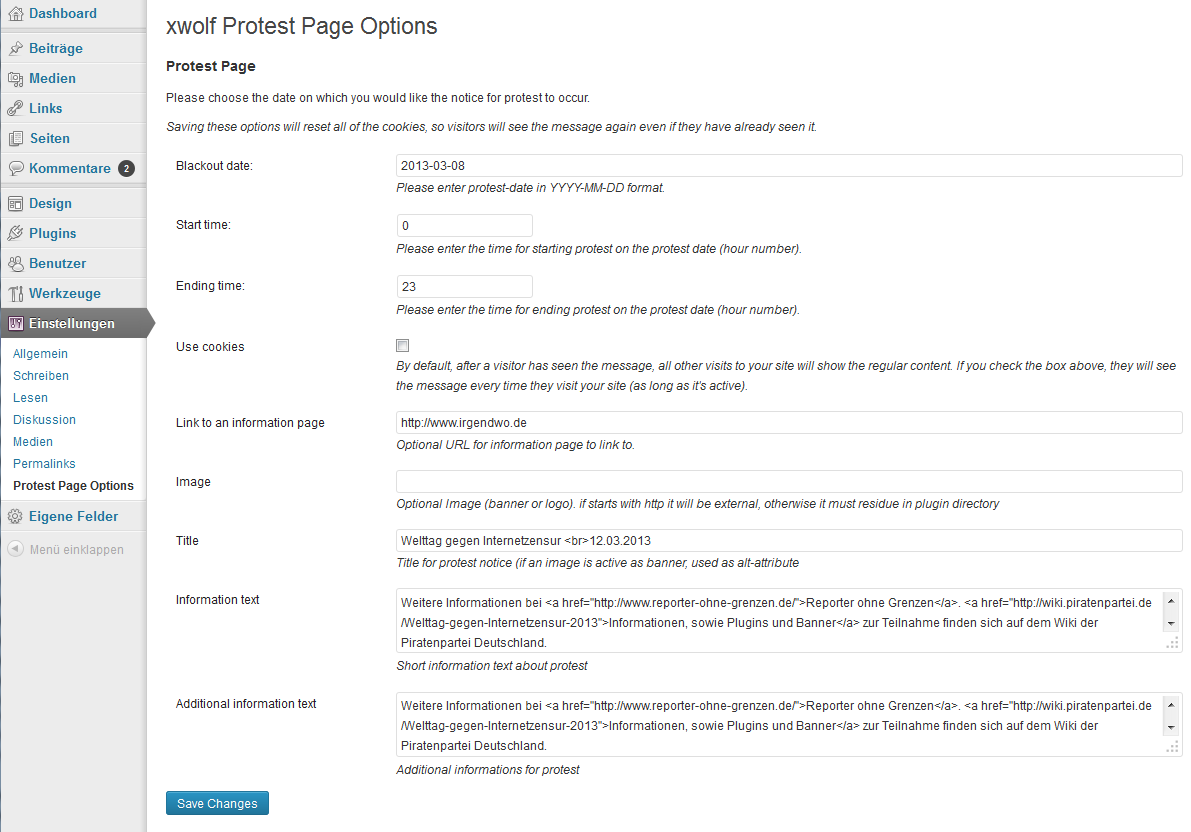 Dashboard
Beiträge
Medien
Links
Seiten
Kommentare 2
Design
Plugins
Benutzer
Werkzeuge
Einstellungen
Allgemein
Schreiben
Lesen
Diskussion
Medien
Permalinks
Protest Page Options
Eigene Felder
Menü einklappen
xwolf Protest Page Options
Protest Page
Please choose the date on which you would like the notice for protest to occur.
Saving these options will reset all of the cookies, so visitors will see the message again even if they have already seen it.
Blackout date: 2013-03-08
Please enter protest-date in YYYY-MM-DD format.
Start time: 0
Please enter the time for starting protest on the protest date (hour number).
Ending time: 23
Please enter the time for ending protest on the protest date (hour number).
Use cookies
By default, after a visitor has seen the message, all other visits to your site will show the regular content. If you check the box above, they will see
the message every time they visit your site (as long as it's active).
Link to an information page http://www.irgendwo.de
Optional URL for information page to link to.
Image
Optional Image (banner or logo). if starts with http it will be external, otherwise it must residue in plugin directory
Title Welttag gegen Internetzensur <br>12.03.2013
Title for protest notice (if an image is active as banner, used as alt-attribute
Information text Weitere Informationen bei <a href="http://www.reporter-ohne-grenzen.de/">Reporter ohne Grenzen</a>. <a href="http://wiki.piratenpartei.de
/Welttag-gegen-Internetzensur-2013">Informationen, sowie Plugins und Banner</a> zur Teilnahme finden sich auf dem Wiki der
Piratenpartei Deutschland.
Short information text about protest
Additional information text Weitere Informationen bei <a href="http://www.reporter-ohne-grenzen.de/">Reporter ohne Grenzen</a>. <a href="http://wiki.piratenpartei.de
/Welttag-gegen-Internetzensur-2013">Informationen, sowie Plugins und Banner</a> zur Teilnahme finden sich auf dem Wiki der
Piratenpartei Deutschland.
Additional informations for protest
Save Changes